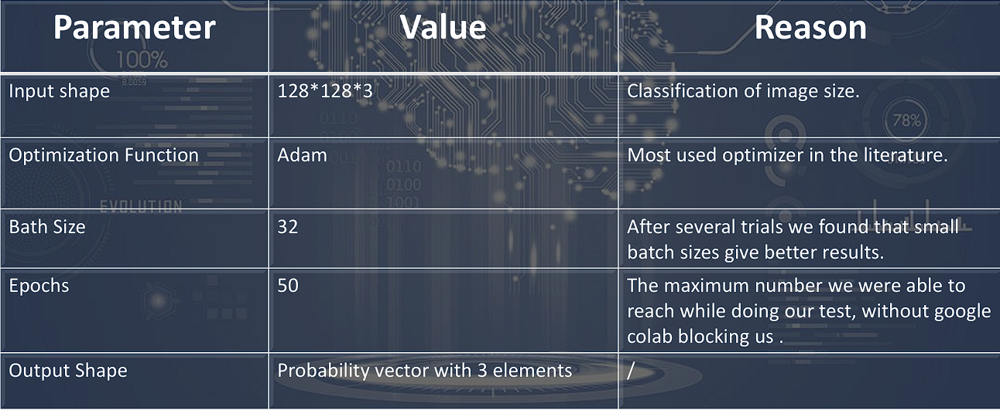 Parameter Value Reason
100%
Input shape 128*128*3 Classification of image size.
0110
78%
Optimization Function Adam Most used optimizer in the literature.
0110
0100
1001
EVOLUTION
Bath Size 32 After several trials we found that small
batch sizes give better results.
Epochs 50 The maximum number we were able to
reach while doing our test, without google
colab blocking us .
Output Shape Probability vector with 3 elements /